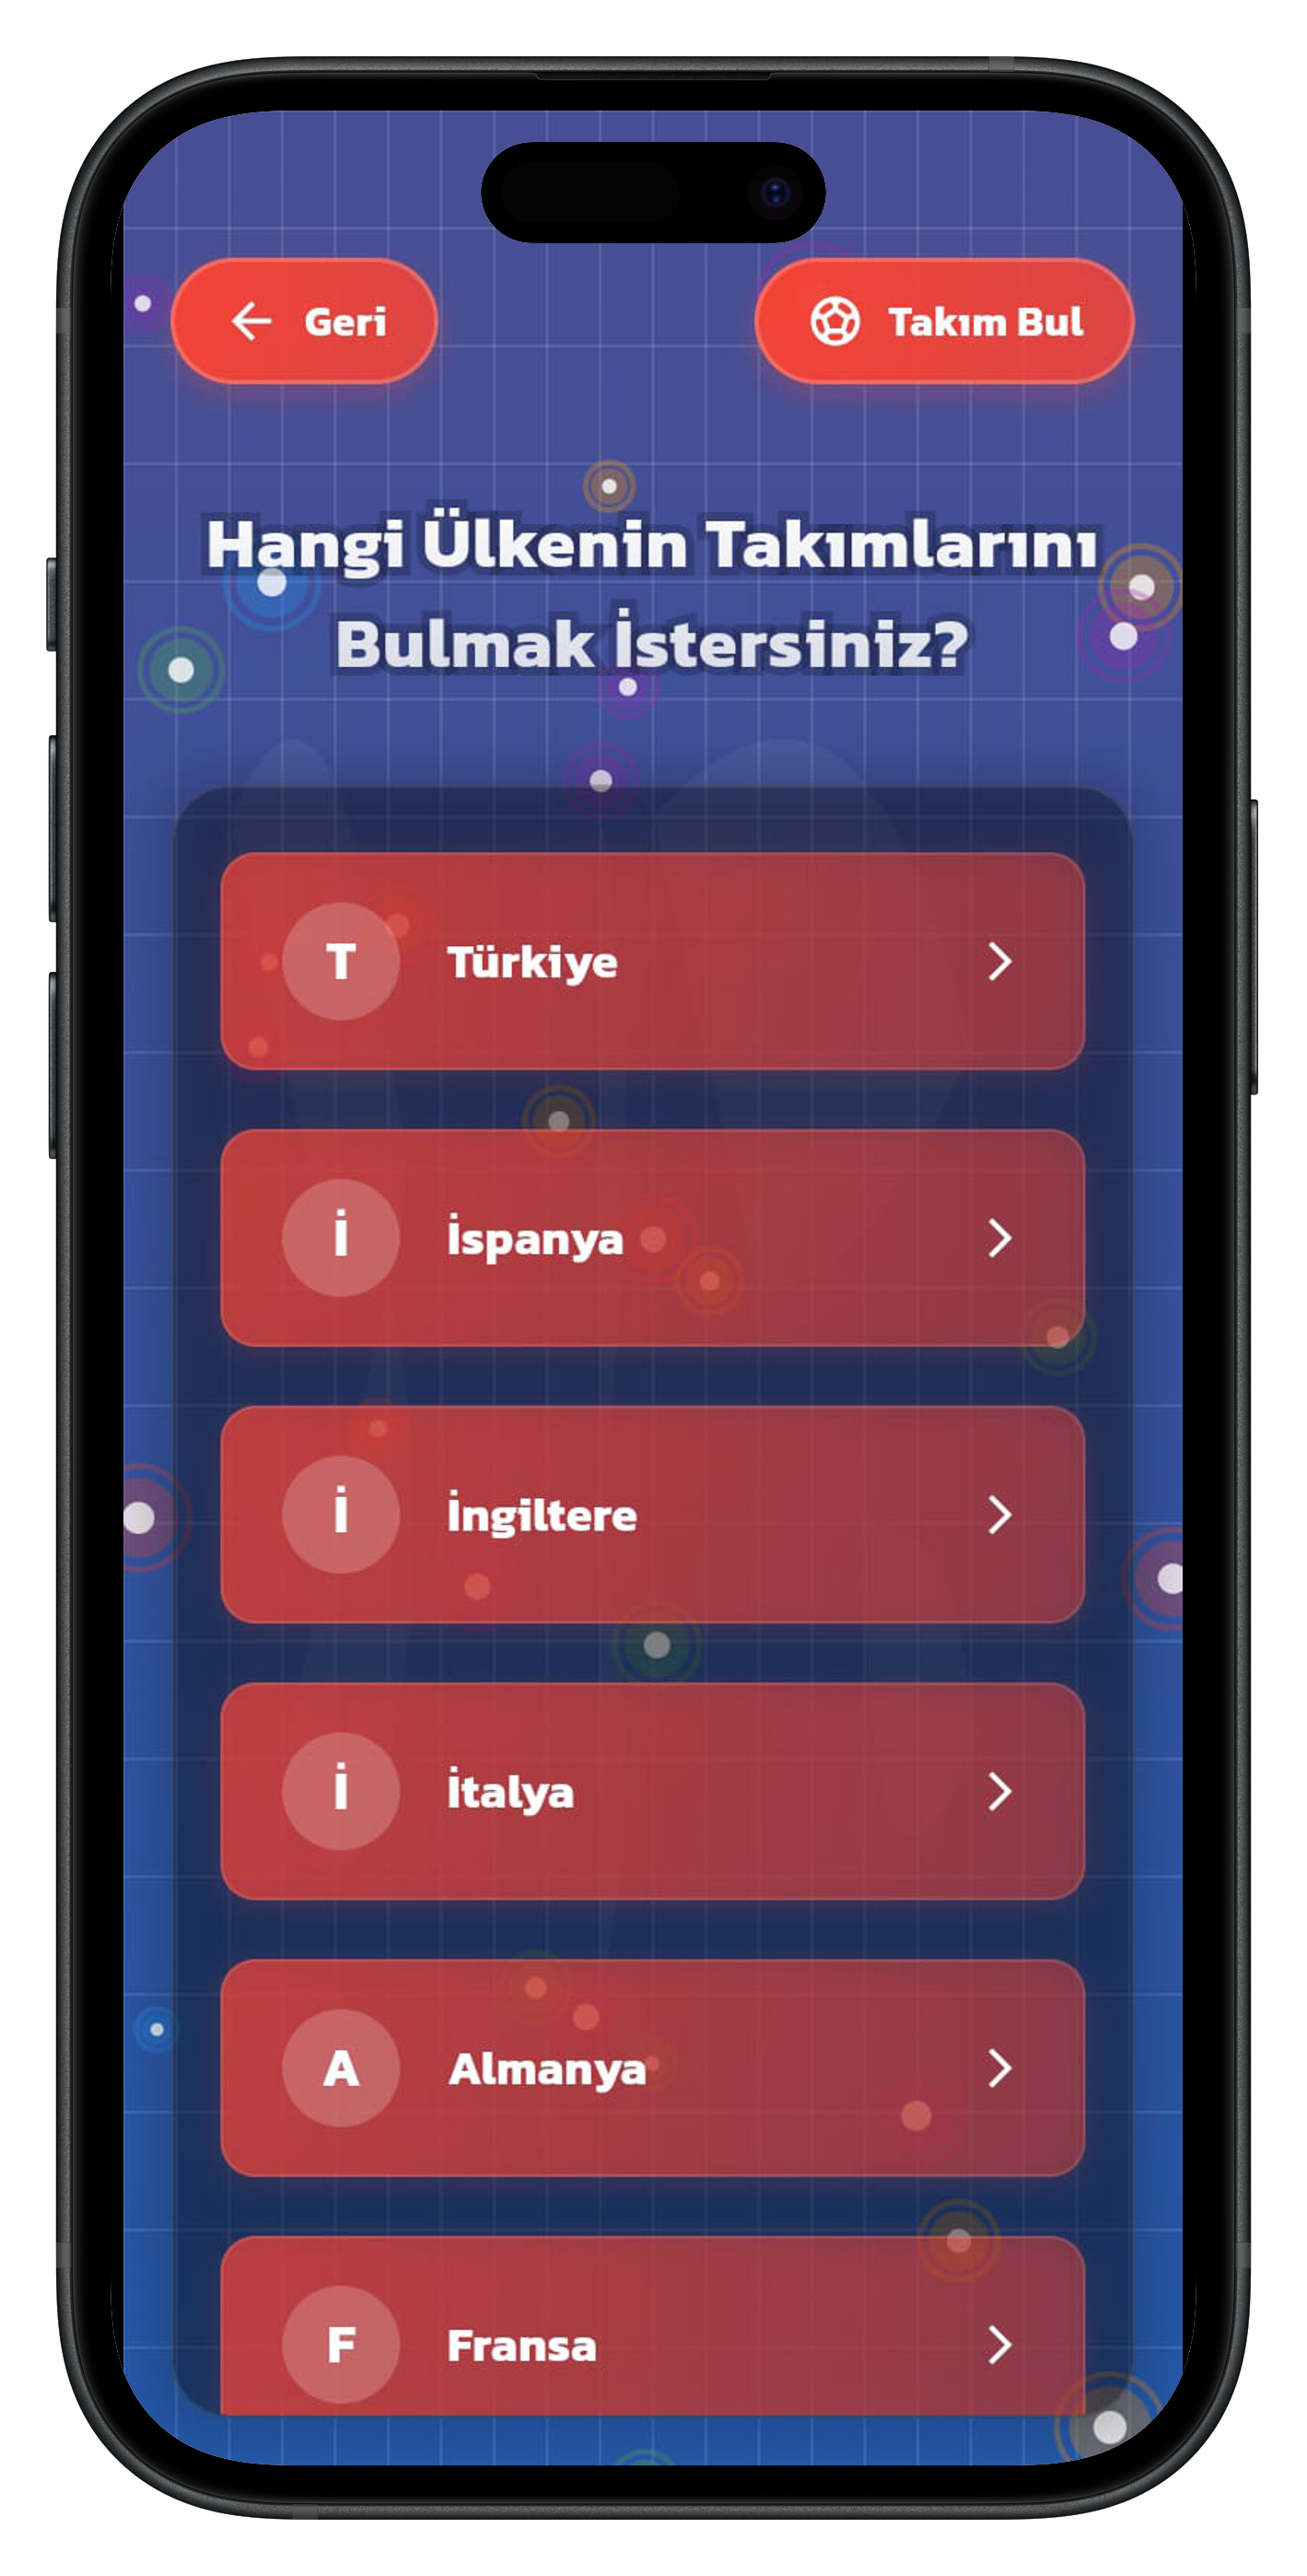 Geri
Takım Bul
Hangi Ülkenin Takımlarını
Bulmak İstersiniz?
T
Türkiye
İ
İspanya
İ
İngiltere
İ
İtalya
A
Almanya
F
Fransa